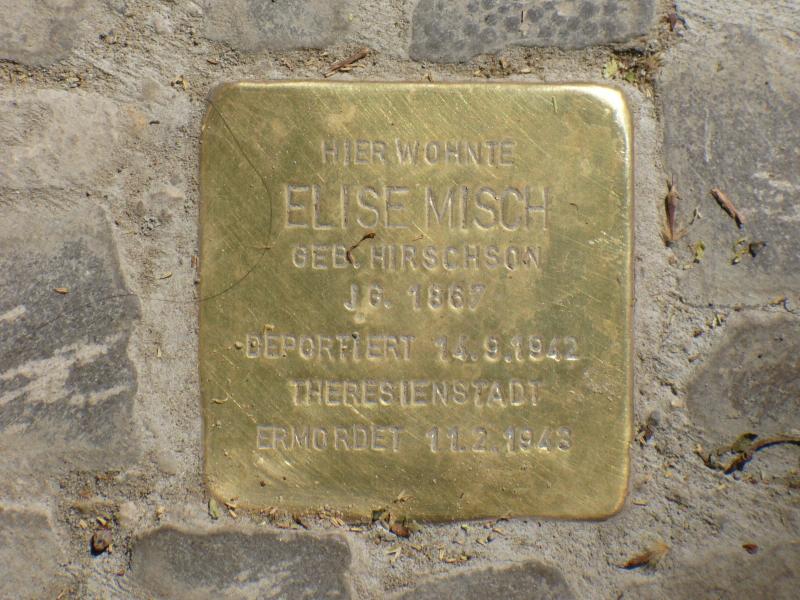 HIER WOHNTE
ELISE MISCH
GEB. HIRSCHSON
JG. 1867
DEPORTIERT 14.9.1942
THERESIENSTADT
ERMORDET 11.2.1943